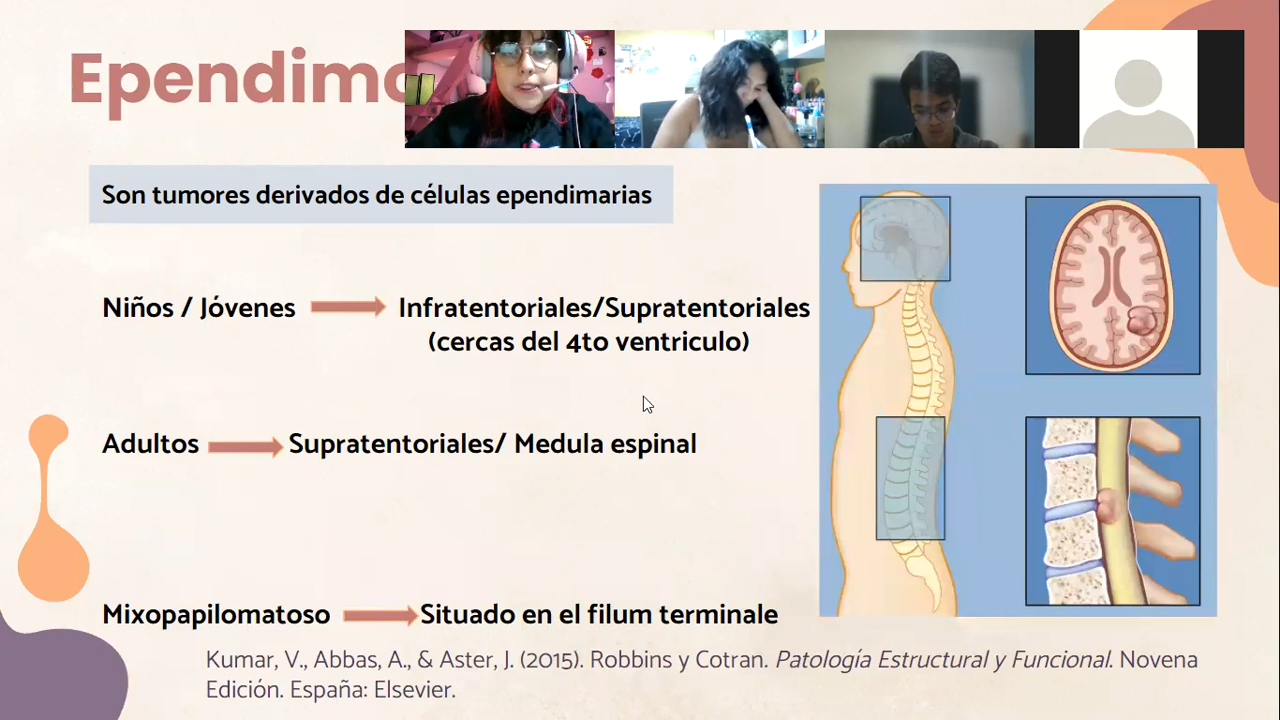 Ependimo
Son tumores derivados de células ependimarias
Niños / Jóvenes Infratentoriales/Supratentoriales
(cercas del 4to ventriculo)
Adultos Supratentoriales/ Medula espinal
Mixopapilomatoso Situado en el filum terminale
Kumar, V., Abbas, A., & Aster, J. (2015). Robbins y Cotran. Patología Estructural y Funcional. Novena
Edición. España: Elsevier.